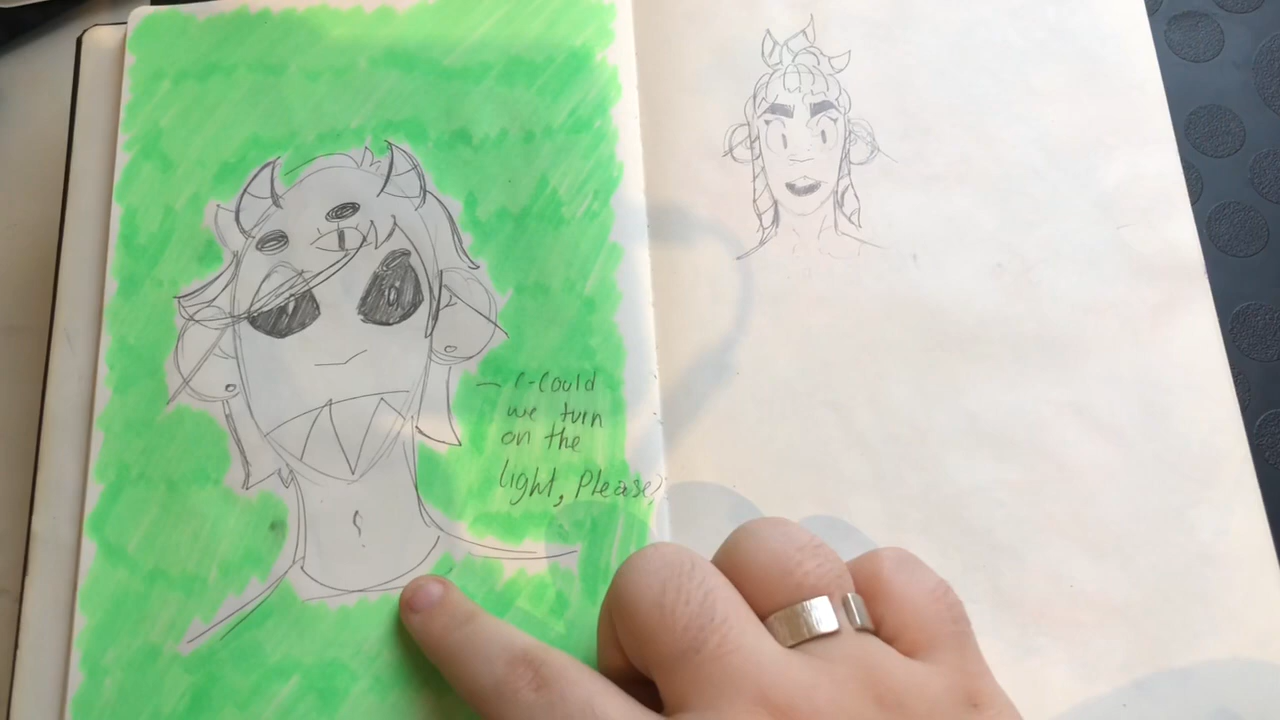 — C-Could
we turn
on the
light, Please?